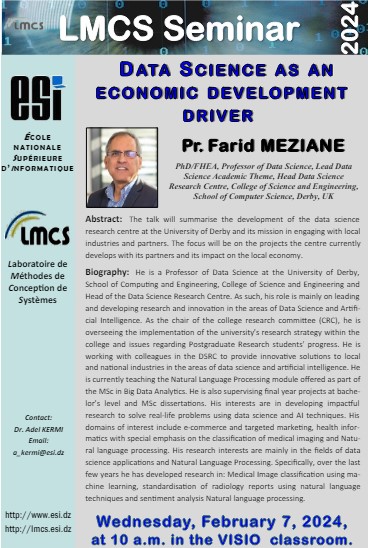 lmcs
LMCS Seminar
2024
esi
ÉCOLE
NATIONALE
SUPÉRIEURE
D'INFORMATIQUE
LMCS
Laboratoire de
Méthodes de
Conception de
Systèmes
Contact:
Dr. Adel KERMI
Email:
a_kermi@esi.dz
http://www.esi.dz
http://lmcs.esi.dz
DATA SCIENCE AS AN
ECONOMIC DEVELOPMENT
DRIVER
Pr. Farid MEZIANE
PhD/FHEA, Professor of Data Science, Lead Data
Science Academic Theme, Head Data Science
Research Centre, College of Science and Engineering,
School of Computer Science, Derby, UK
Abstract: The talk will summarise the development of the data science
research centre at the University of Derby and its mission in engaging with local
industries and partners. The focus will be on the projects the centre currently
develops with its partners and its impact on the local economy.
Biography: He is a Professor of Data Science at the University of Derby,
School of Computing and Engineering, College of Science and Engineering and
Head of the Data Science Research Centre. As such, his role is mainly on leading
and developing research and innovation in the areas of Data Science and Artifi-
cial Intelligence. As the chair of the college research committee (CRC), he is
overseeing the implementation of the university's research strategy within the
college and issues regarding Postgraduate Research students' progress. He is
working with colleagues in the DSRC to provide innovative solutions to local
and national industries in the areas of data science and artificial intelligence. He
is currently teaching the Natural Language Processing module offered as part of
the MSc in Big Data Analytics. He is also supervising final year projects at bache-
lor's level and MSc dissertations. His interests are in developing impactful
research to solve real-life problems using data science and AI techniques. His
domains of interest include e-commerce and targeted marketing, health infor-
matics with special emphasis on the classification of medical imaging and Natu-
ral language processing. His research interests are mainly in the fields of data
science applications and Natural Language Processing. Specifically, over the last
few years he has developed research in: Medical Image classification using ma-
chine learning, standardisation of radiology reports using natural language
techniques and sentiment analysis Natural language processing.
Wednesday, February 7, 2024,
at 10 a.m. in the VISIO classroom.